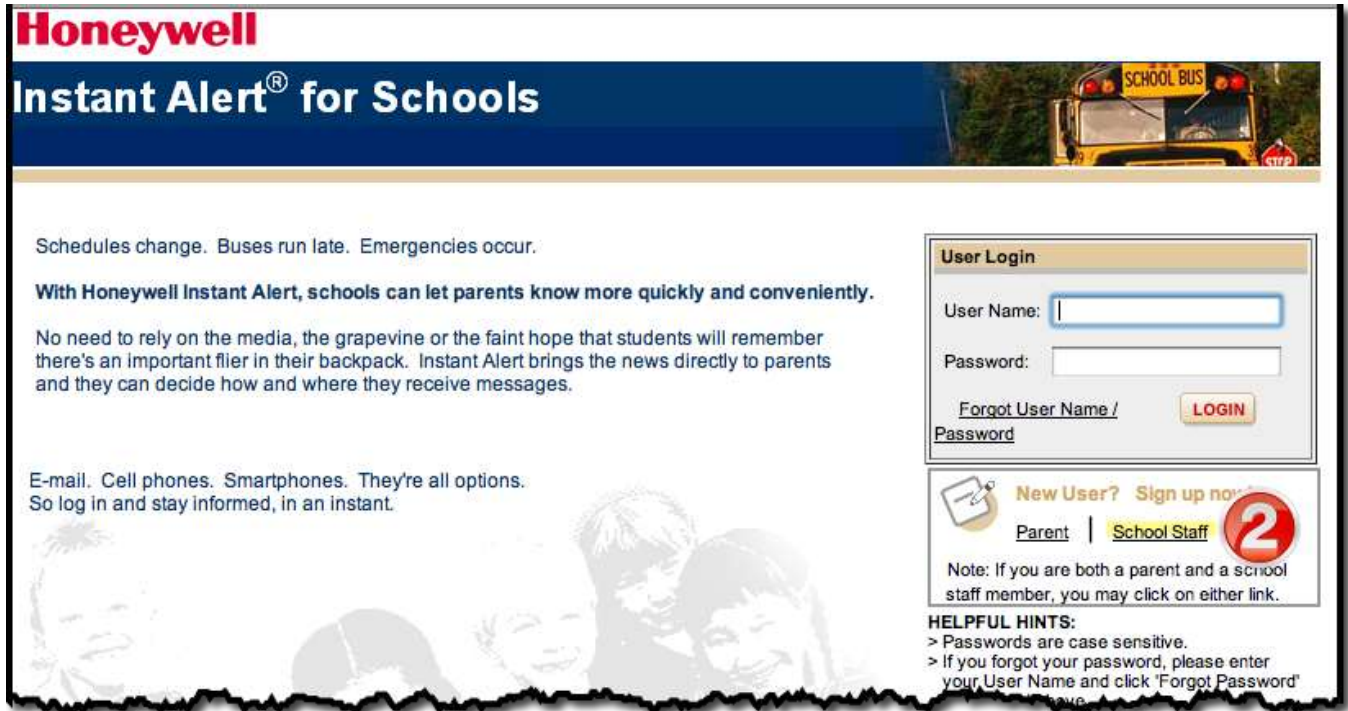 Honeywell
Instant Alert® for Schools
SCHOOL BUS
STOP
Schedules change. Buses run late. Emergencies occur.
With Honeywell Instant Alert, schools can let parents know more quickly and conveniently.
No need to rely on the media, the grapevine or the faint hope that students will remember
there's an important flier in their backpack. Instant Alert brings the news directly to parents
and they can decide how and where they receive messages.
E-mail. Cell phones. Smartphones. They're all options.
So log in and stay informed, in an instant.
User Login
User Name:
Password:
Forgot User Name /
Password
LOGIN
New User? Sign up now
Parent | School Staff
2
Note: If you are both a parent and a school
staff member, you may click on either link.
HELPFUL HINTS:
> Passwords are case sensitive.
> If you forgot your password, please enter
your User Name and click 'Forgot Password'